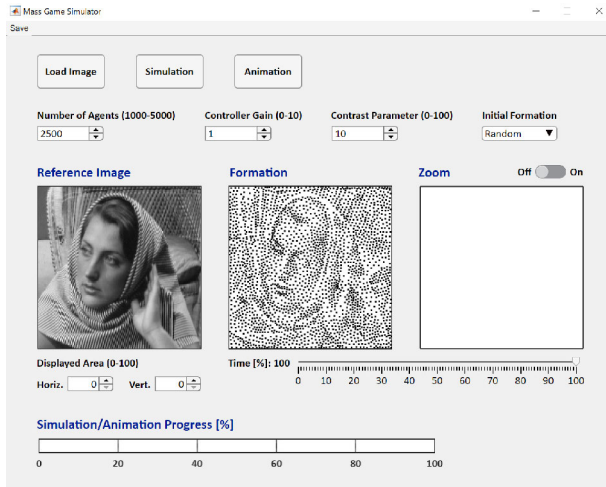 Mass Game Simulator
Save
Load Image Simulation Animation
Number of Agents (1000-5000) Controller Gain (0-10) Contrast Parameter (0-100) Initial Formation
2500 1 10 Random
Reference Image Formation Zoom Off On
Displayed Area (0-100) Time [%]: 100
0 10 20 30 40 50 60 70 80 90 100
Horiz. 0 Vert. 0
Simulation/Animation Progress [%]
0 20 40 60 80 100